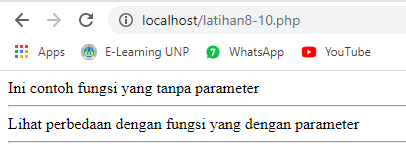 localhost/latihan8-10.php
Apps E-Learning UNP WhatsApp YouTube
Ini contoh fungsi yang tanpa parameter
Lihat perbedaan dengan fungsi yang dengan parameter